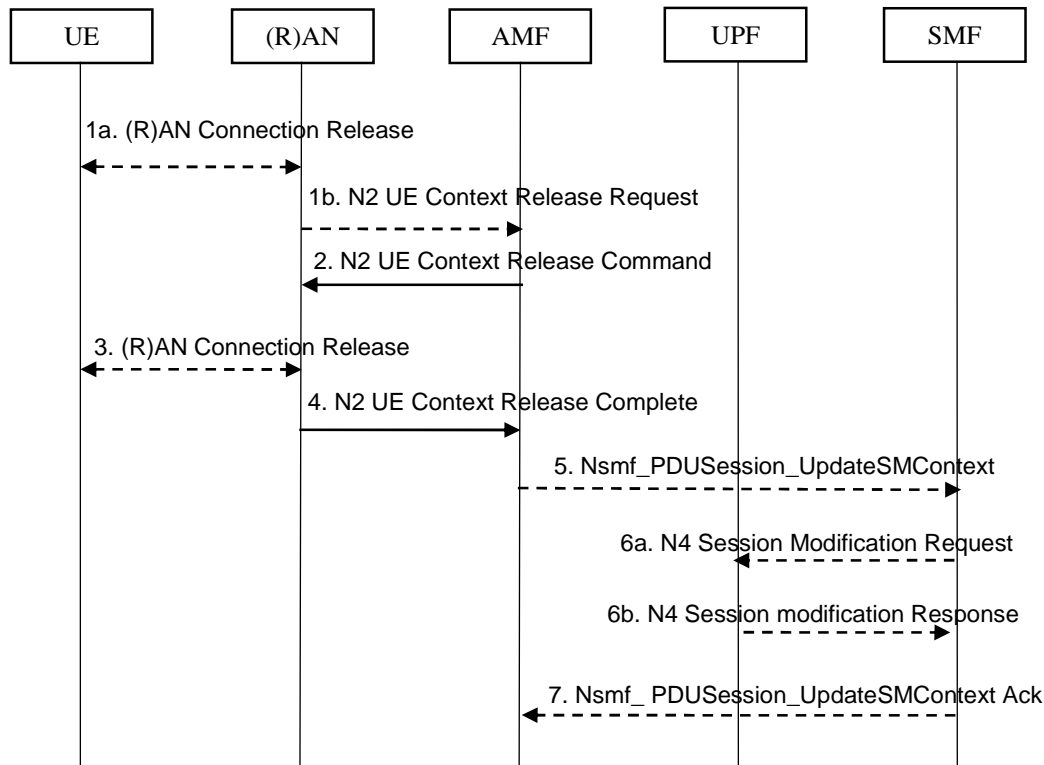 UE
(R)AN
AMF
UPF
SMF
1a. (R)AN Connection Release
1b. N2 UE Context Release Request
2. N2 UE Context Release Command
3. (R)AN Connection Release
4. N2 UE Context Release Complete
5. Nsmf_PDUSession_UpdateSMContext
6a. N4 Session Modification Request
6b. N4 Session modification Response
7. Nsmf_ PDUSession_UpdateSMContext Ack